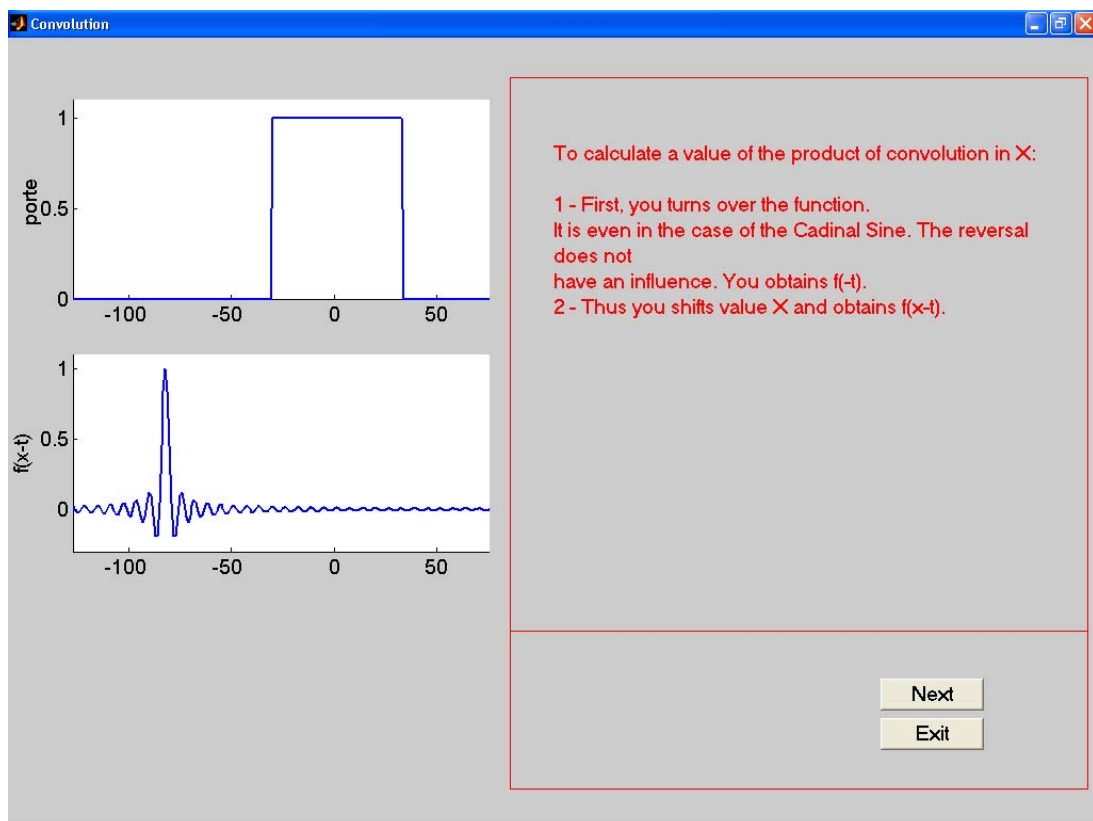 Convolution
1
0.5
0
porte
-100 -50 0 50
1
0.5
0
f(x-t)
-100 -50 0 50
To calculate a value of the product of convolution in X:
1 - First, you turns over the function.
It is even in the case of the Cadinal Sine. The reversal
does not
have an influence. You obtains f(-t).
2 - Thus you shifts value X and obtains f(x-t).
Next
Exit